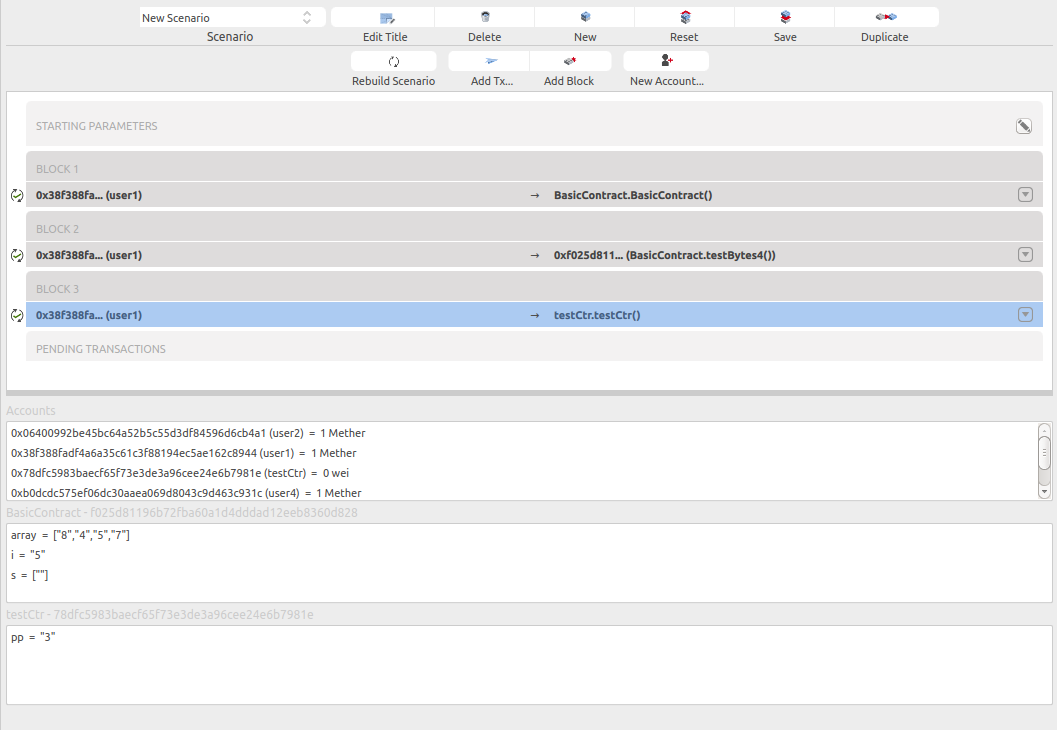 New Scenario
Scenario
Edit Title
Delete
New
Reset
Save
Duplicate
Rebuild Scenario
Add Tx...
Add Block
New Account...
STARTING PARAMETERS
BLOCK 1
0x38f388fa... (user1) → BasicContract.BasicContract()
BLOCK 2
0x38f388fa... (user1) → 0xf025d811... (BasicContract.testBytes4())
BLOCK 3
0x38f388fa... (user1) → testCtr.testCtr()
PENDING TRANSACTIONS
Accounts
0x06400992be45bc64a52b5c55d3df84596d6cb4a1 (user2) = 1 Mether
0x38f388fadf4a6a35c61c3f88194ec5ae162c8944 (user1) = 1 Mether
0x78dfc5983baecf65f73e3de3a96cee24e6b7981e (testCtr) = 0 wei
0xb0dcdc575ef06dc30aaea069d8043c9d463c931c (user4) = 1 Mether
BasicContract - f025d81196b72fba60a1d4dddad12eeb8360d828
array = ["8","4","5","7"]
i = "5"
s = [""]
testCtr - 78dfc5983baecf65f73e3de3a96cee24e6b7981e
pp = "3"